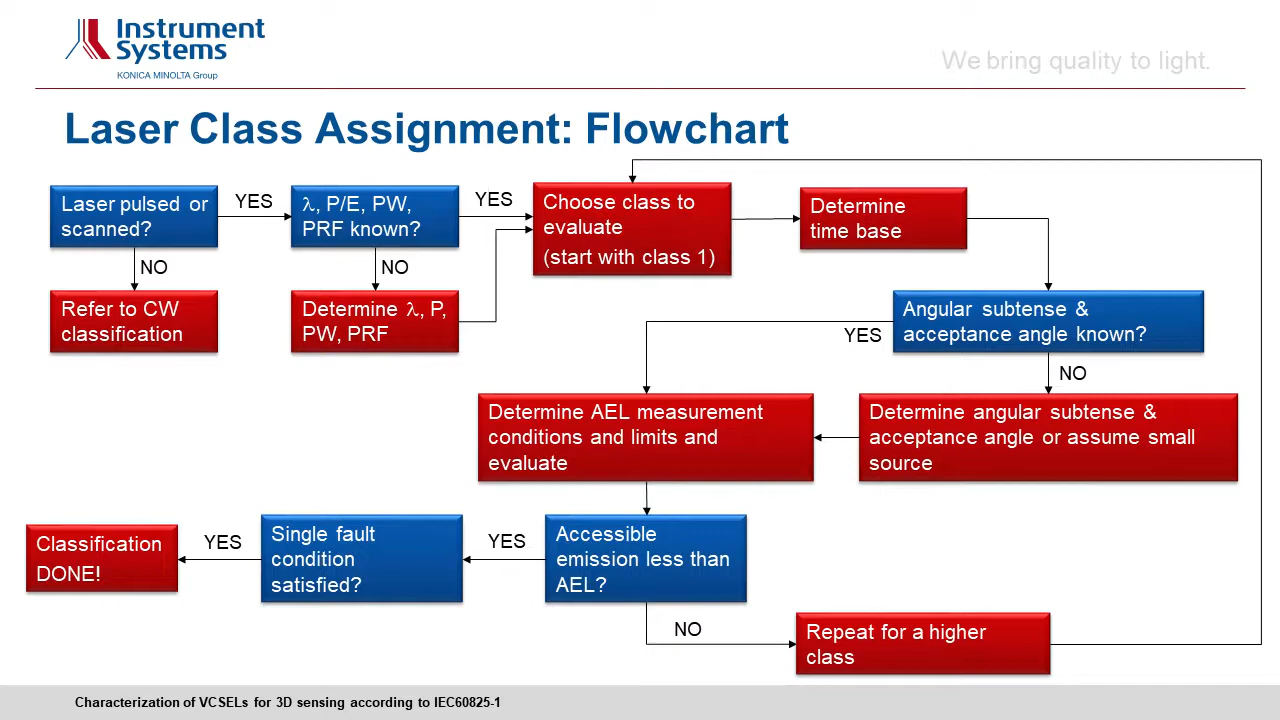 Instrument
Systems
KONICA MINOLTA Group
We bring quality to light.
Laser Class Assignment: Flowchart
Laser pulsed or
scanned?
YES
λ, P/E, PW,
PRF known?
YES
Choose class to
evaluate
(start with class 1)
Determine
time base
NO
NO
Refer to CW
classification
Determine λ, P,
PW, PRF
Angular subtense &
acceptance angle known?
YES
NO
Determine AEL measurement
conditions and limits and
evaluate
Determine angular subtense &
acceptance angle or assume small
source
Classification
DONE!
YES
Single fault
condition
satisfied?
YES
Accessible
emission less than
AEL?
NO
Repeat for a higher
class
Characterization of VCSELs for 3D sensing according to IEC60825-1